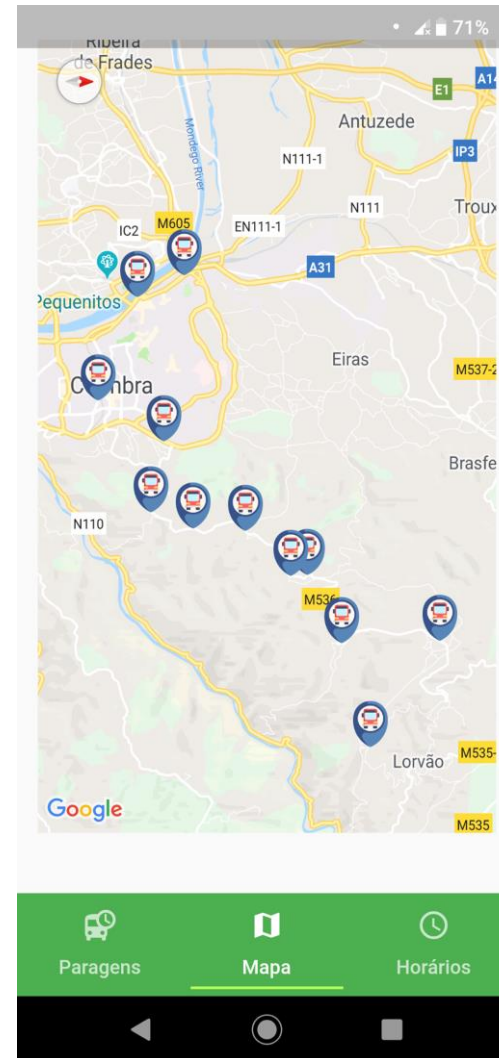 71%
Ribeira
de Frades
A14
E1
Antuzede
Mondego River
IP3
N111-1
N111
Troux
M605
IC2
EN111-1
A31
Pequenitos
Eiras
M537-2
Brasfe
N110
M536
Lorvão
M535-
Google
M535
Paragens
Mapa
Horários